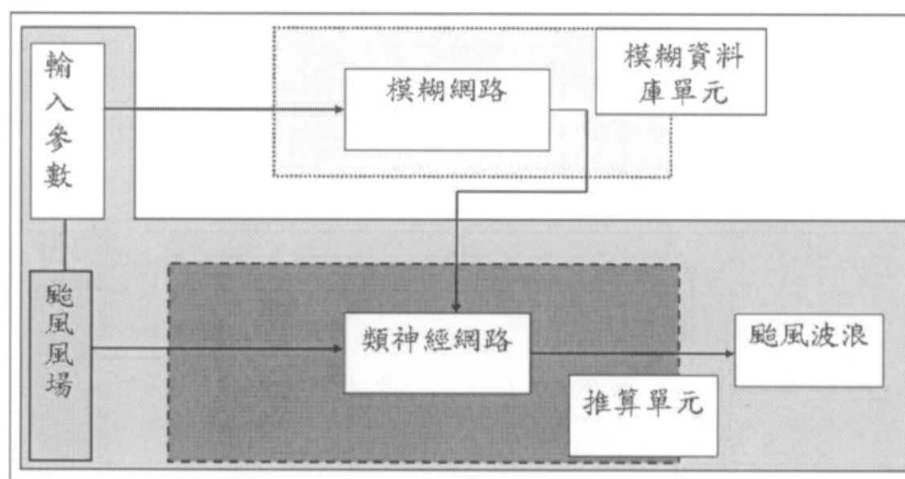 輸入參數
模糊網路
模糊資料
庫單元
颱風風場
類神經網路
颱風波浪
推算單元